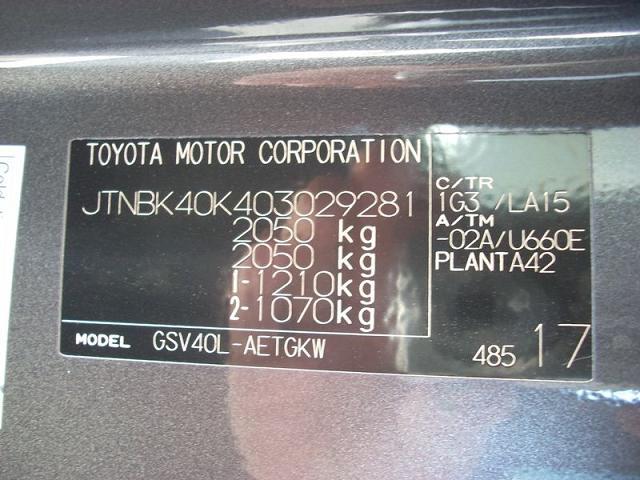 TOYOTA MOTOR CORPORATION
JTNBK40K403029281
2050 kg
2050 kg
1-1210kg
2-1070kg
C/TR
1G3 /LA15
A/TM
-02A/U660E
PLANTA42
MODEL GSV40L-AETGKW
485 17